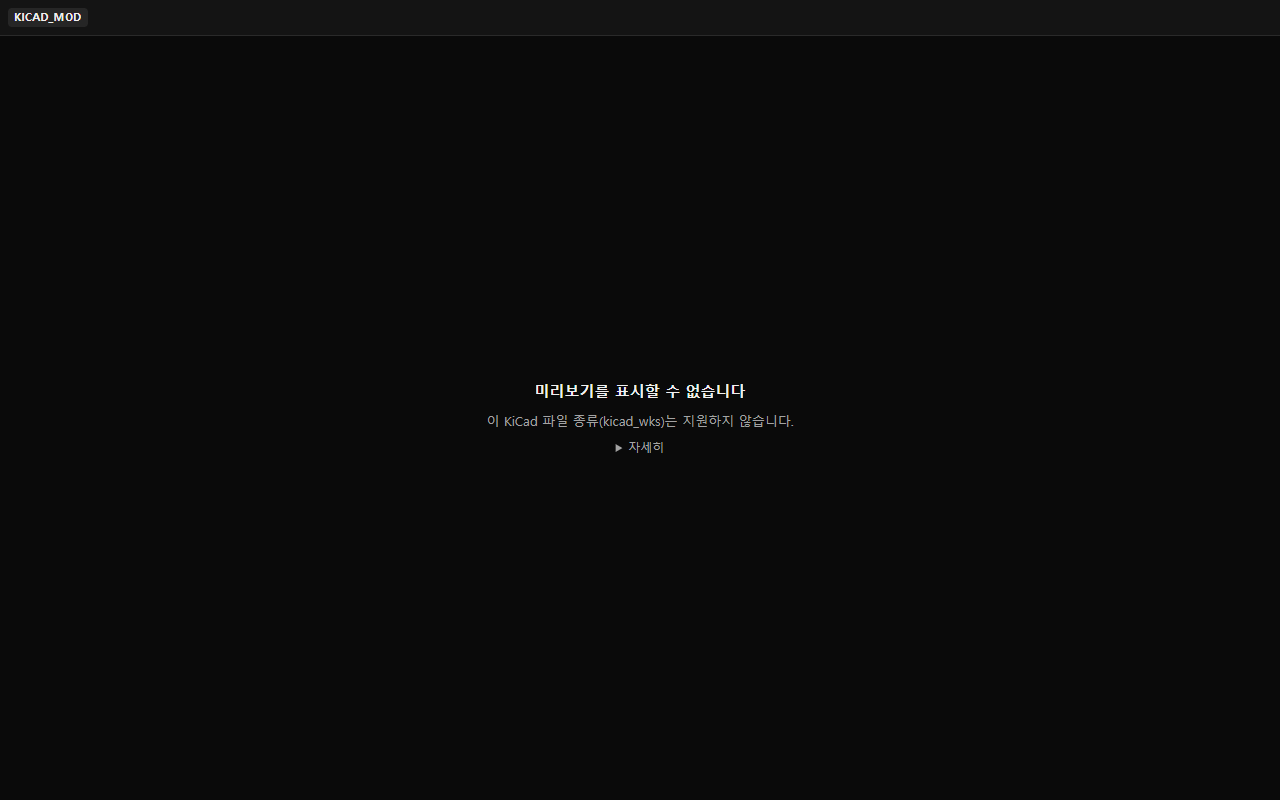 KICAD_MOD
미리보기를 표시할 수 없습니다
이 KiCad 파일 종류(kicad_wks)는 지원하지 않습니다.
▶ 자세히